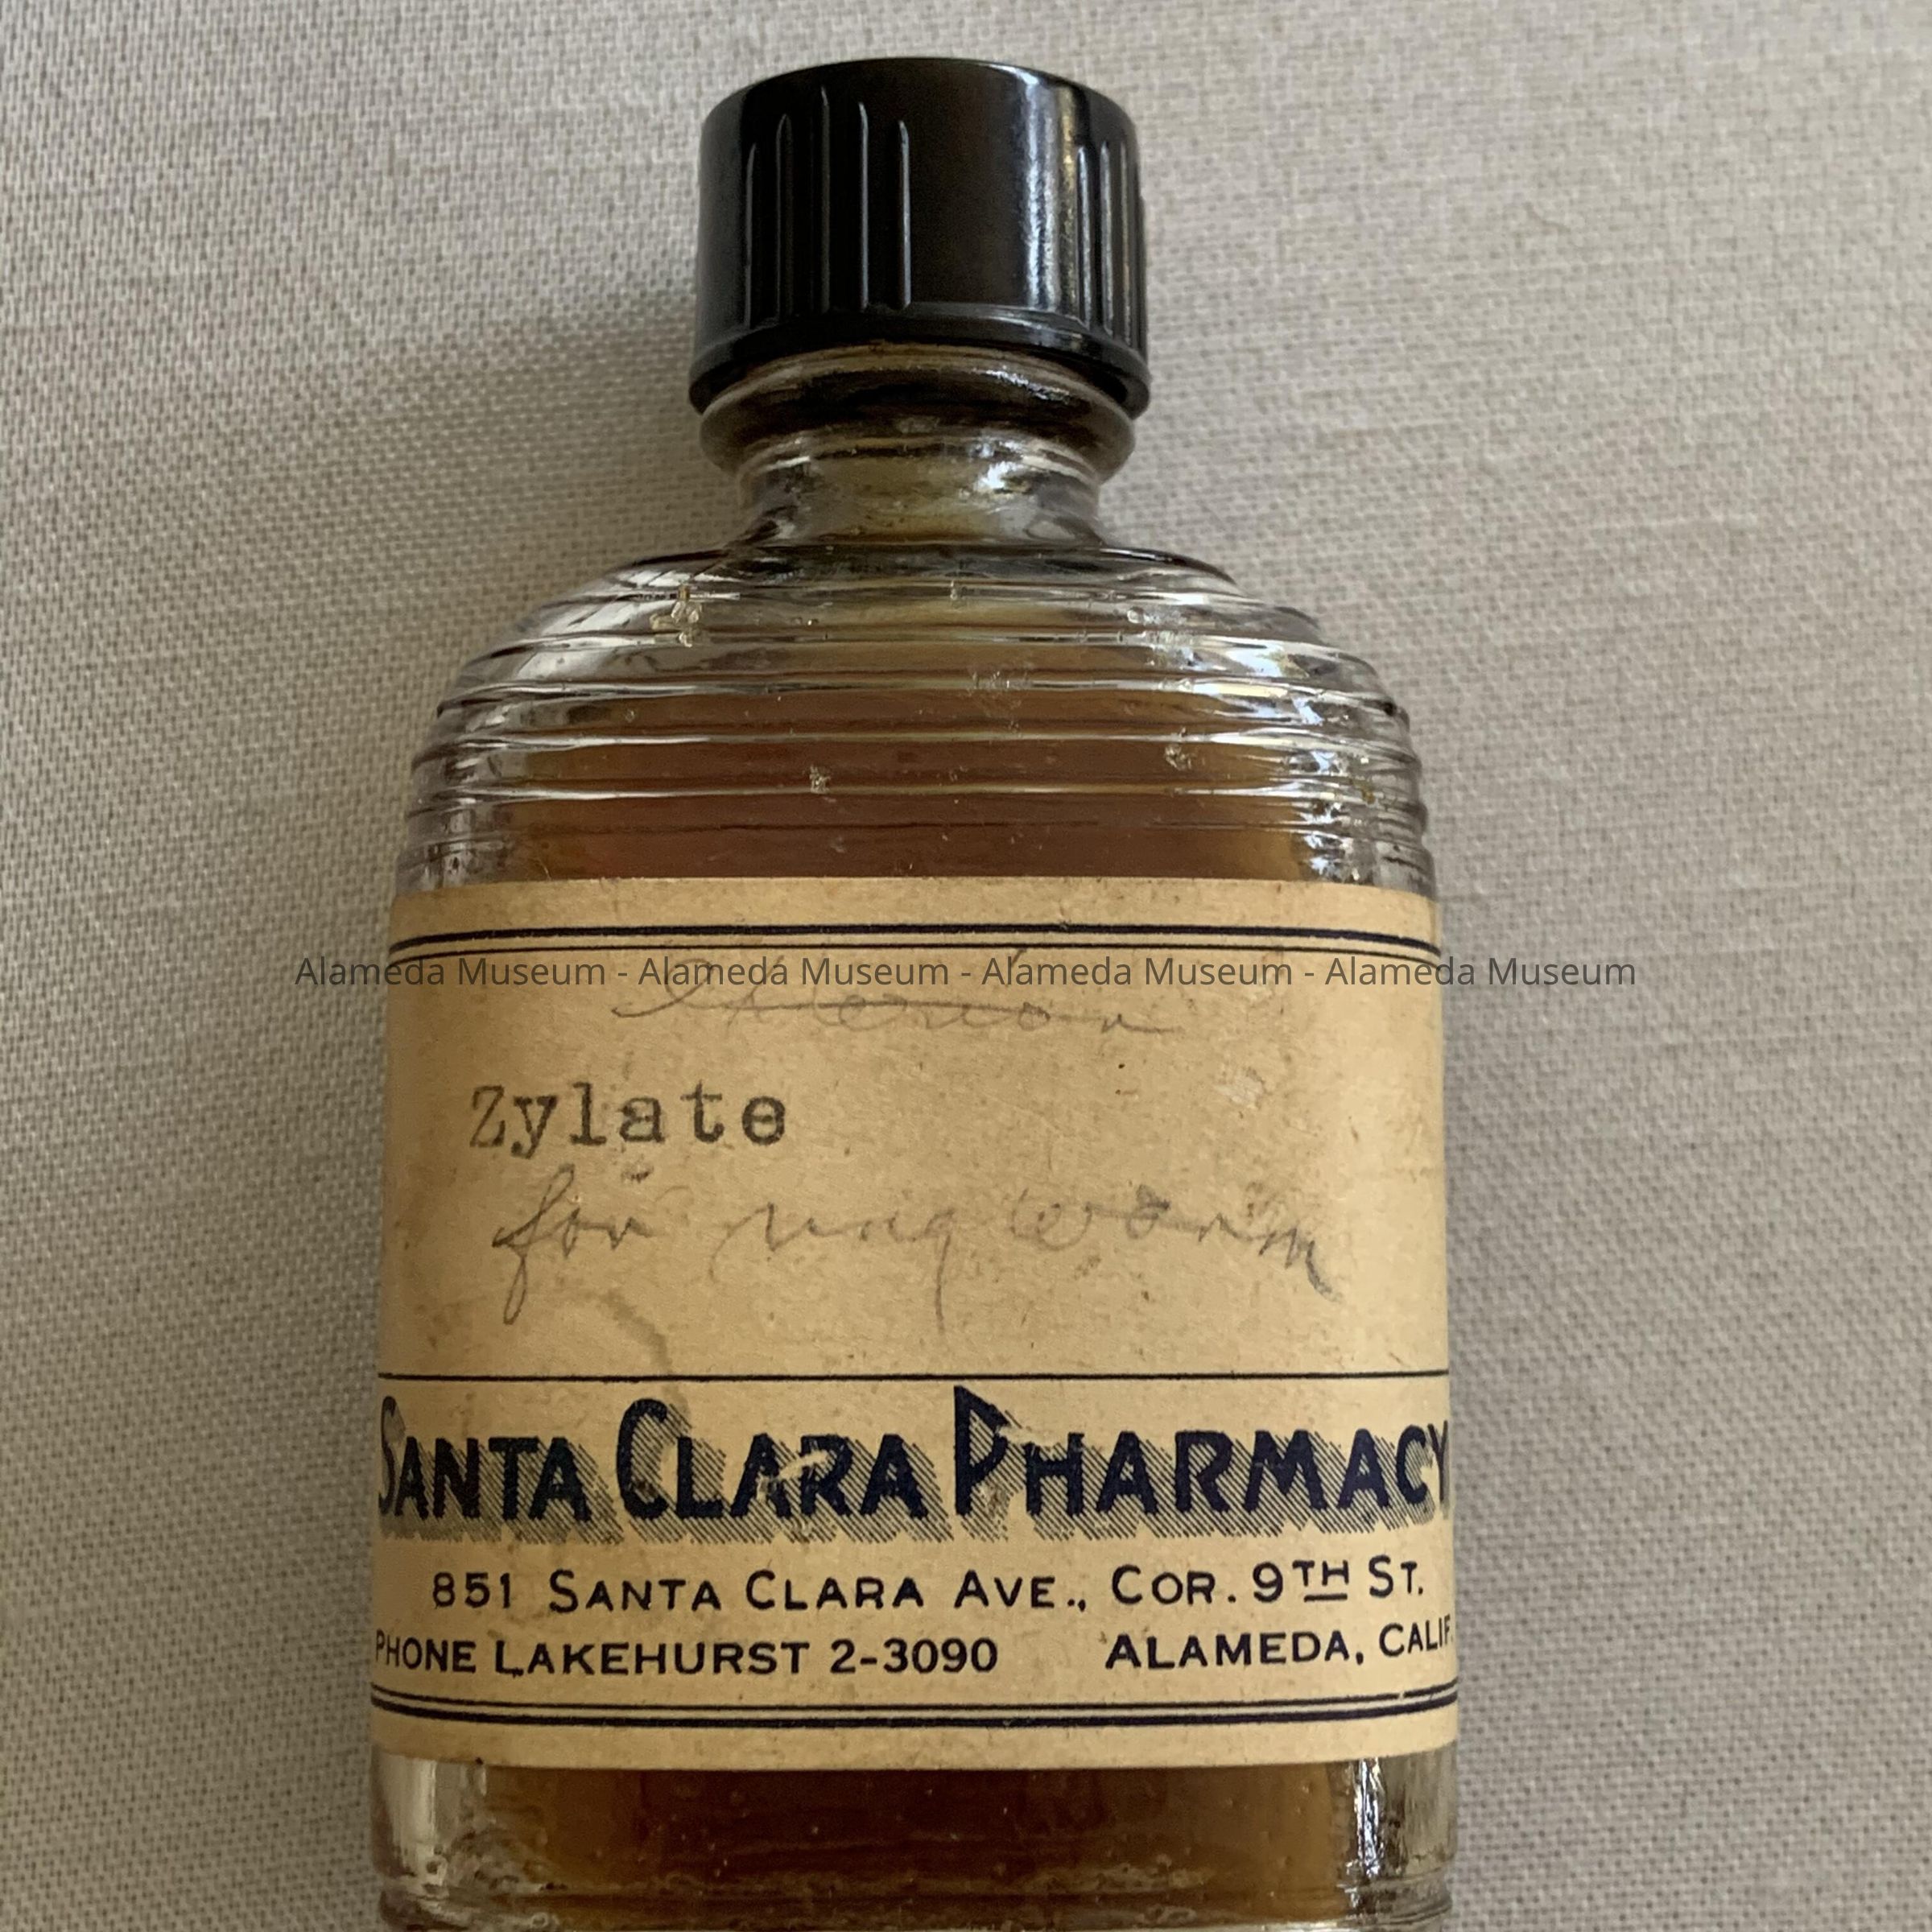 Alameda Museum - Alameda Museum - Alameda Museum - Alameda Museum
Zylate
for ringworm
SANTA CLARA PHARMACY
851 SANTA CLARA AVE., COR. 9TH ST.
PHONE LAKEHURST 2-3090 ALAMEDA, CALIF.